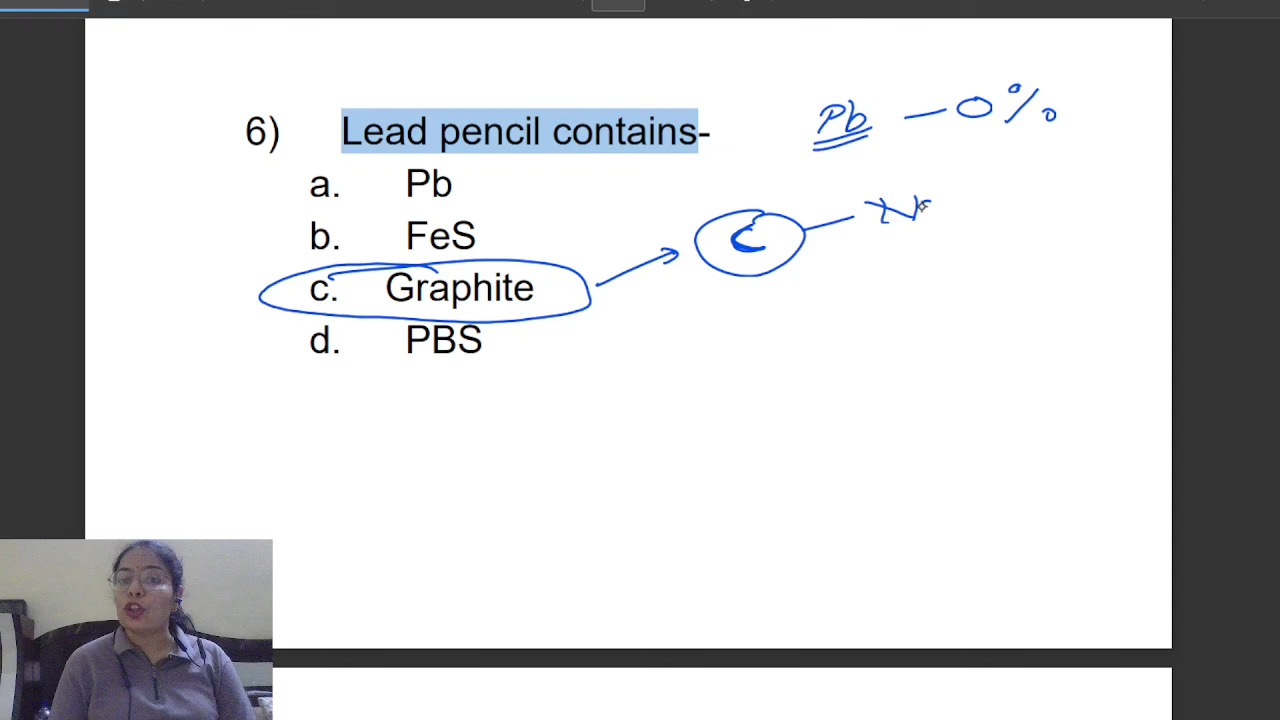 6) Lead pencil contains-
a. Pb
b. FeS
c. Graphite
d. PBS
Pb — 0%
C —